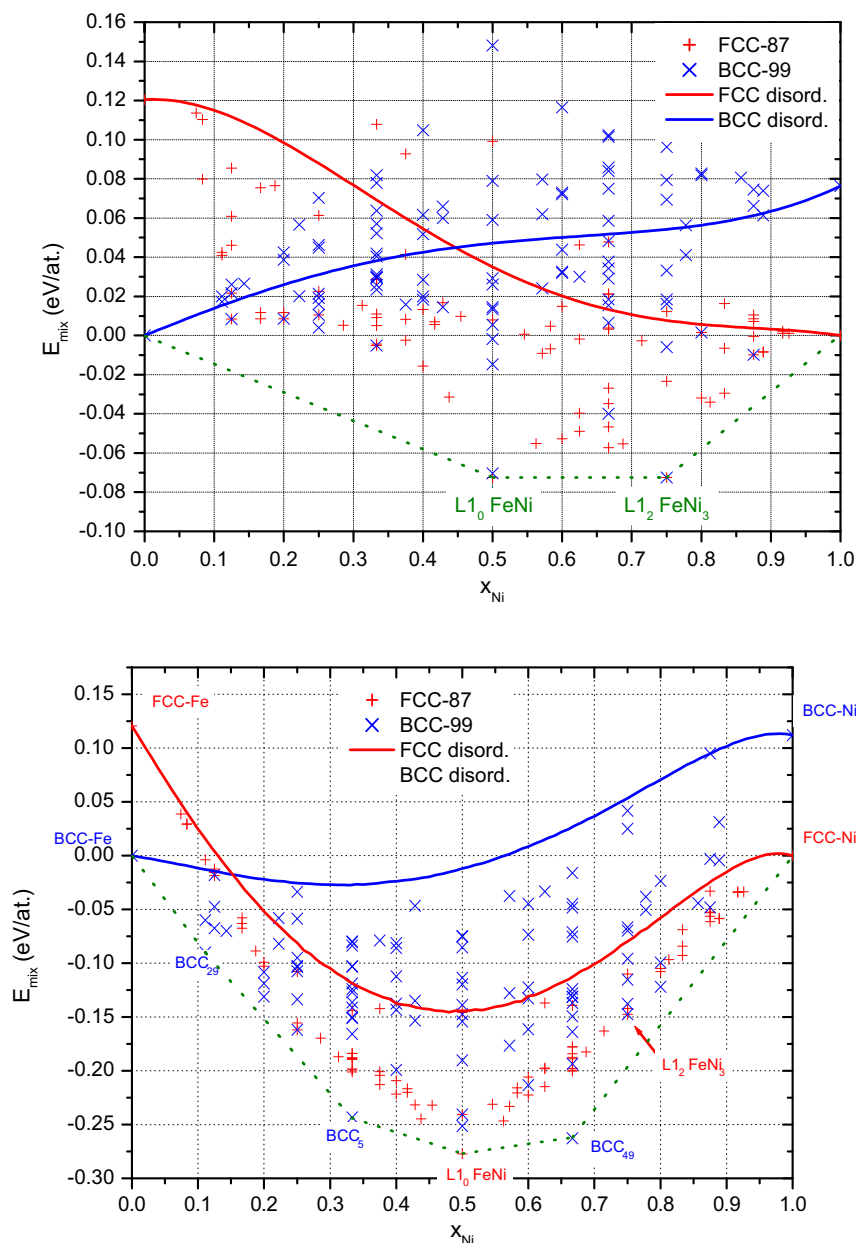 0.16
0.14
0.12
0.10
0.08
0.06
0.04
0.02
0.00
-0.02
-0.04
-0.06
-0.08
-0.10
E_mix (eV/at.)
FCC-87
BCC-99
FCC disord.
BCC disord.
L1_0 FeNi
L1_2 FeNi_3
0.0 0.1 0.2 0.3 0.4 0.5 0.6 0.7 0.8 0.9 1.0
x_Ni
0.15
0.10
0.05
0.00
-0.05
-0.10
-0.15
-0.20
-0.25
-0.30
E_mix (eV/at.)
FCC-Fe
FCC-87
BCC-99
FCC disord.
BCC disord.
BCC-Ni
BCC-Fe
FCC-Ni
BCC_29
L1_2 FeNi_3
BCC_5
BCC_49
L1_0 FeNi
0.0 0.1 0.2 0.3 0.4 0.5 0.6 0.7 0.8 0.9 1.0
x_Ni